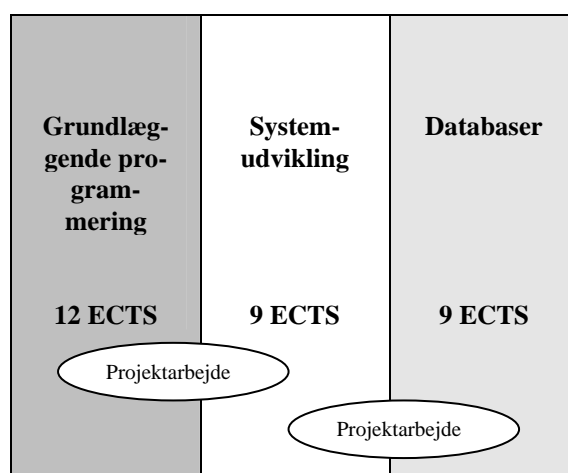 Grundlæg-
gende pro-
gram-
mering
12 ECTS
System-
udvikling
9 ECTS
Databaser
9 ECTS
Projektarbejde
Projektarbejde